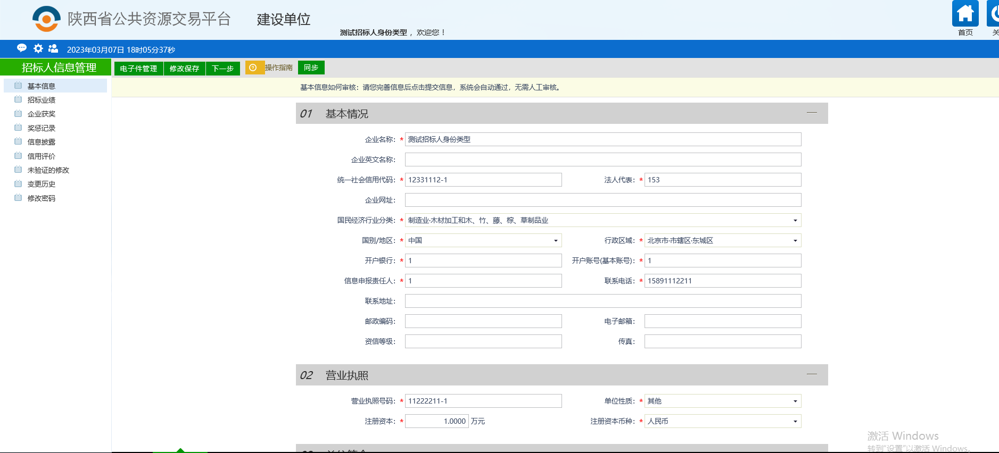 陕西省公共资源交易平台 建设单位
测试招标人身份类型 ，欢迎您！
首页
2023年03月07日 18时05分37秒
招标人信息管理
电子件管理 修改保存 下一步 操作指南 同步
基本信息
招标业绩
企业获奖
奖惩记录
信息披露
信用评价
未验证的修改
变更历史
修改密码
基本信息如何审核：请您完善信息后点击提交信息，系统会自动通过，无需人工审核。
01 基本情况
企业名称：* 测试招标人身份类型
企业英文名称：
统一社会信用代码：* 12331112-1 法人代表：* 153
企业网址：
国民经济行业分类：* 制造业·木材加工和木、竹、藤、棕、草制品业
国别/地区：* 中国 行政区域：* 北京市·市辖区·东城区
开户银行：* 1 开户账号(基本账号)：* 1
信息申报责任人：* 1 联系电话：* 15891112211
联系地址：
邮政编码： 电子邮箱：
资信等级： 传真：
02 营业执照
营业执照号码：* 11222211-1 单位性质：* 其他
注册资本：* 1.0000 万元 注册资本币种：* 人民币
激活 Windows
转到"设置"以激活 Windows。